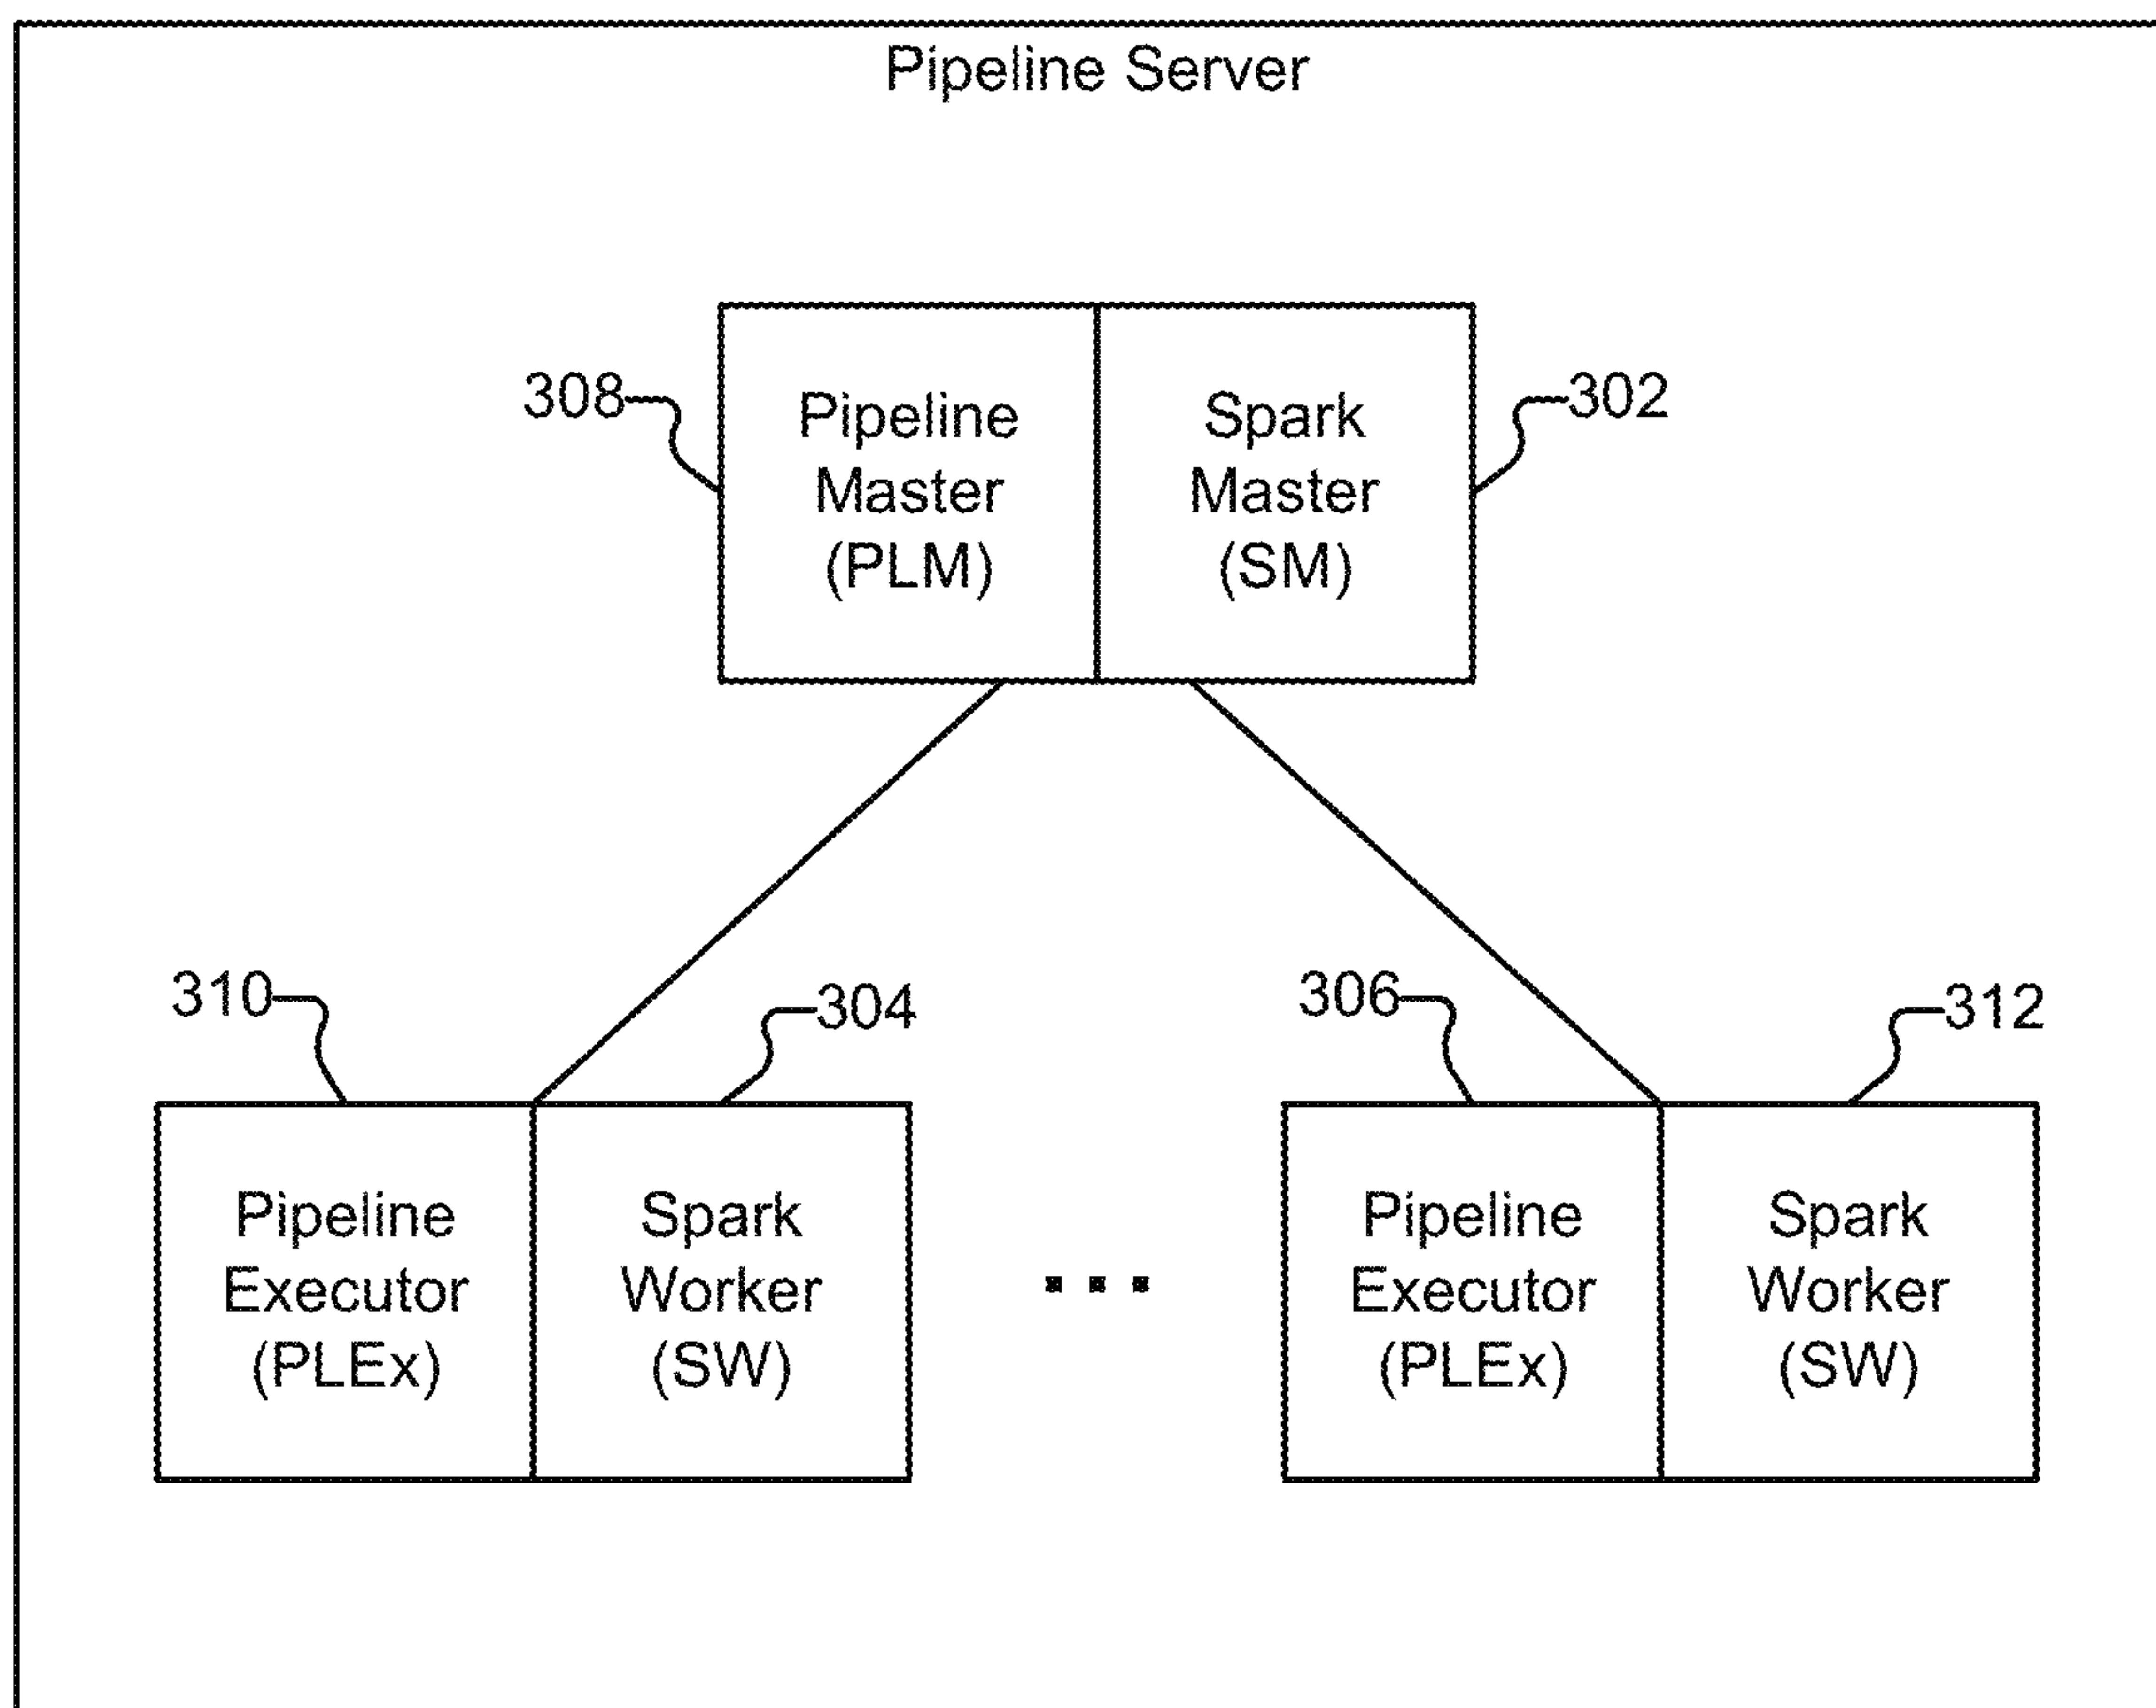 Pipeline Server
308
Pipeline
Master
(PLM)
Spark
Master
(SM)
302
310
304
306
312
Pipeline
Executor
(PLEx)
Spark
Worker
(SW)
...
Pipeline
Executor
(PLEx)
Spark
Worker
(SW)